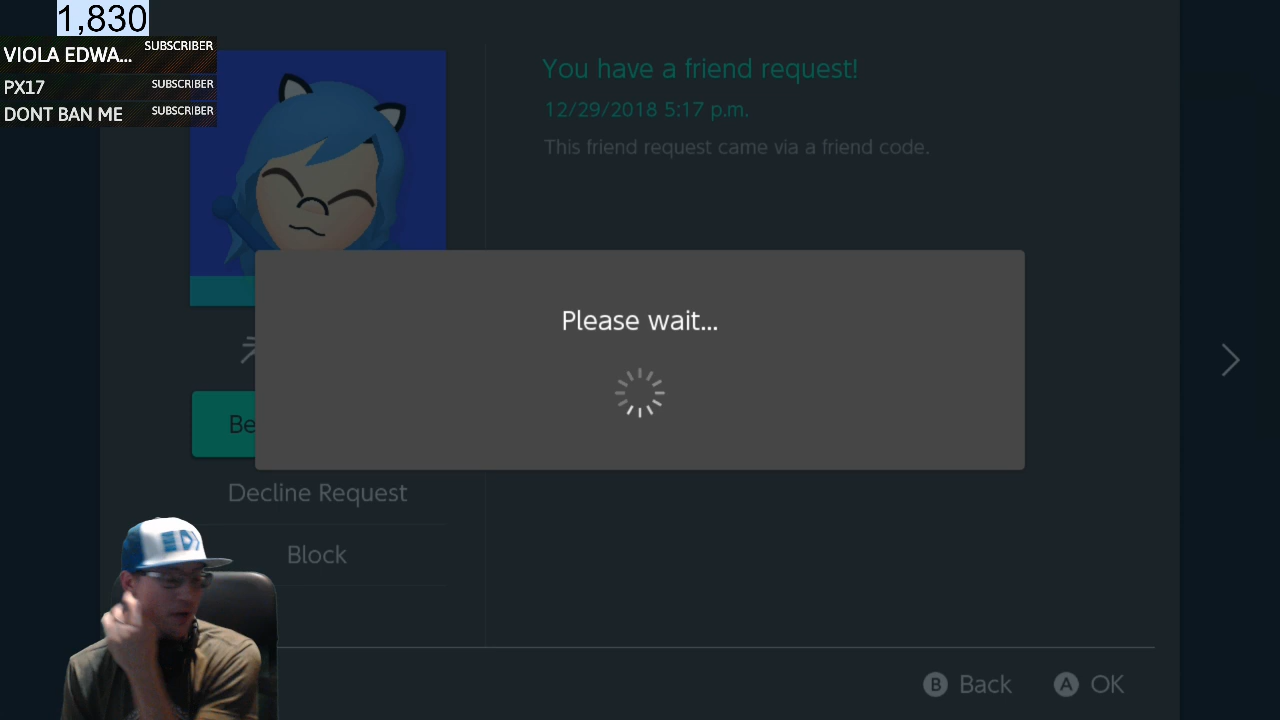 1,830
VIOLA EDWA... SUBSCRIBER
PX17 SUBSCRIBER
DONT BAN ME SUBSCRIBER
You have a friend request!
12/29/2018 5:17 p.m.
This friend request came via a friend code.
Please wait...
Be
Decline Request
Block
B Back A OK